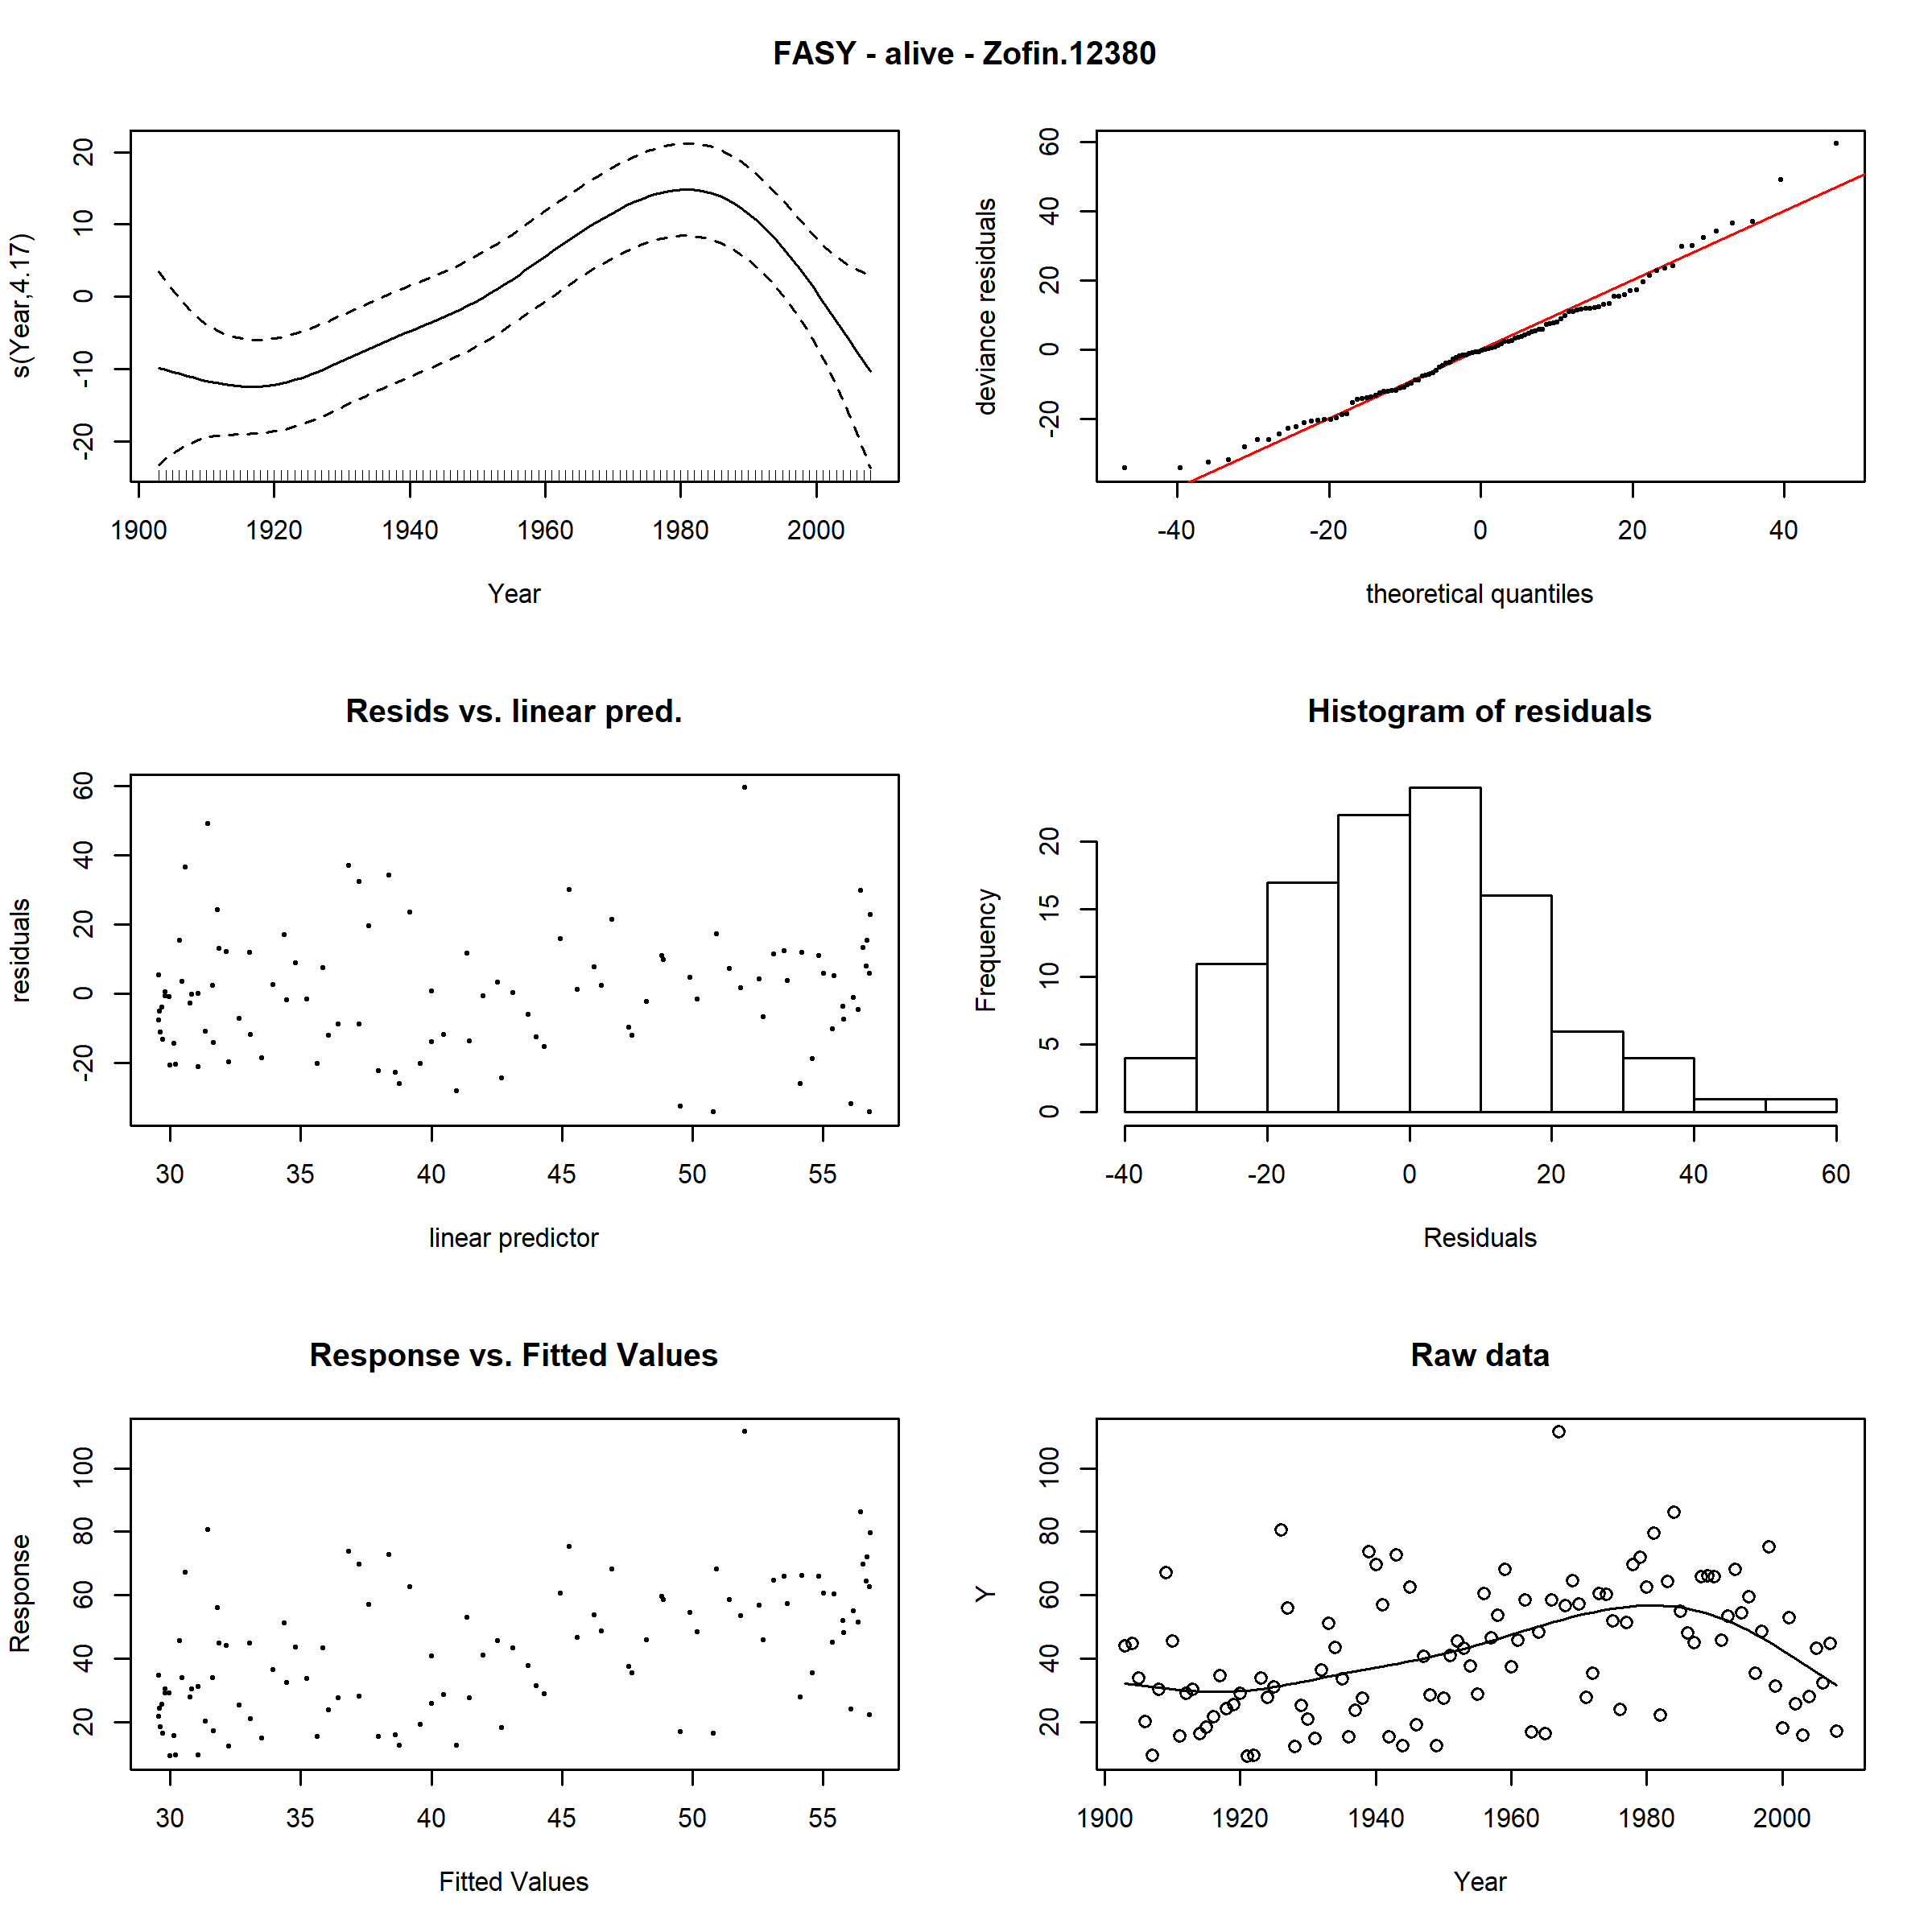 FASY - alive - Zofin.12380
s(Year,4.17)
20
10
0
-10
-20
1900 1920 1940 1960 1980 2000
Year
deviance residuals
60
40
20
0
-20
-40 -20 0 20 40
theoretical quantiles
Resids vs. linear pred.
residuals
60
40
20
0
-20
30 35 40 45 50 55
linear predictor
Histogram of residuals
Frequency
20
15
10
5
0
-40 -20 0 20 40 60
Residuals
Response vs. Fitted Values
Response
100
80
60
40
20
30 35 40 45 50 55
Fitted Values
Raw data
Y
100
80
60
40
20
1900 1920 1940 1960 1980 2000
Year